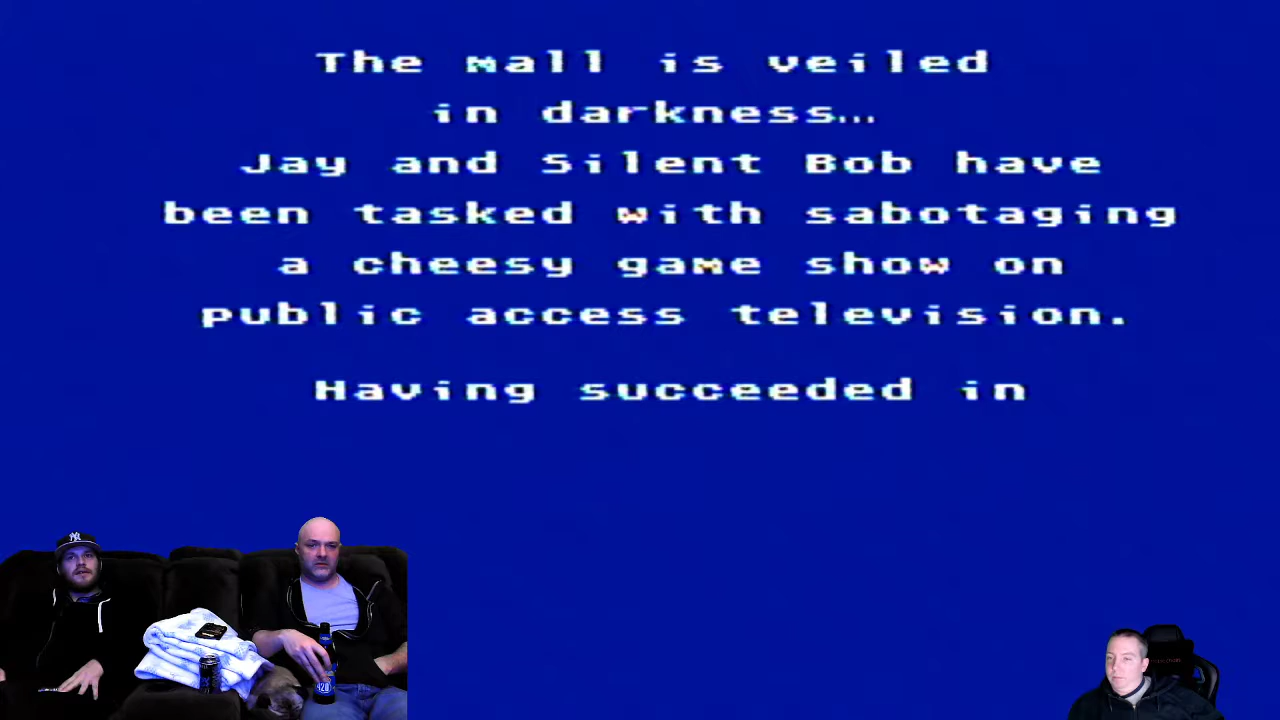 The mall is veiled
in darkness...
Jay and Silent Bob have
been tasked with sabotaging
a cheesy game show on
public access television.
Having succeeded in
420